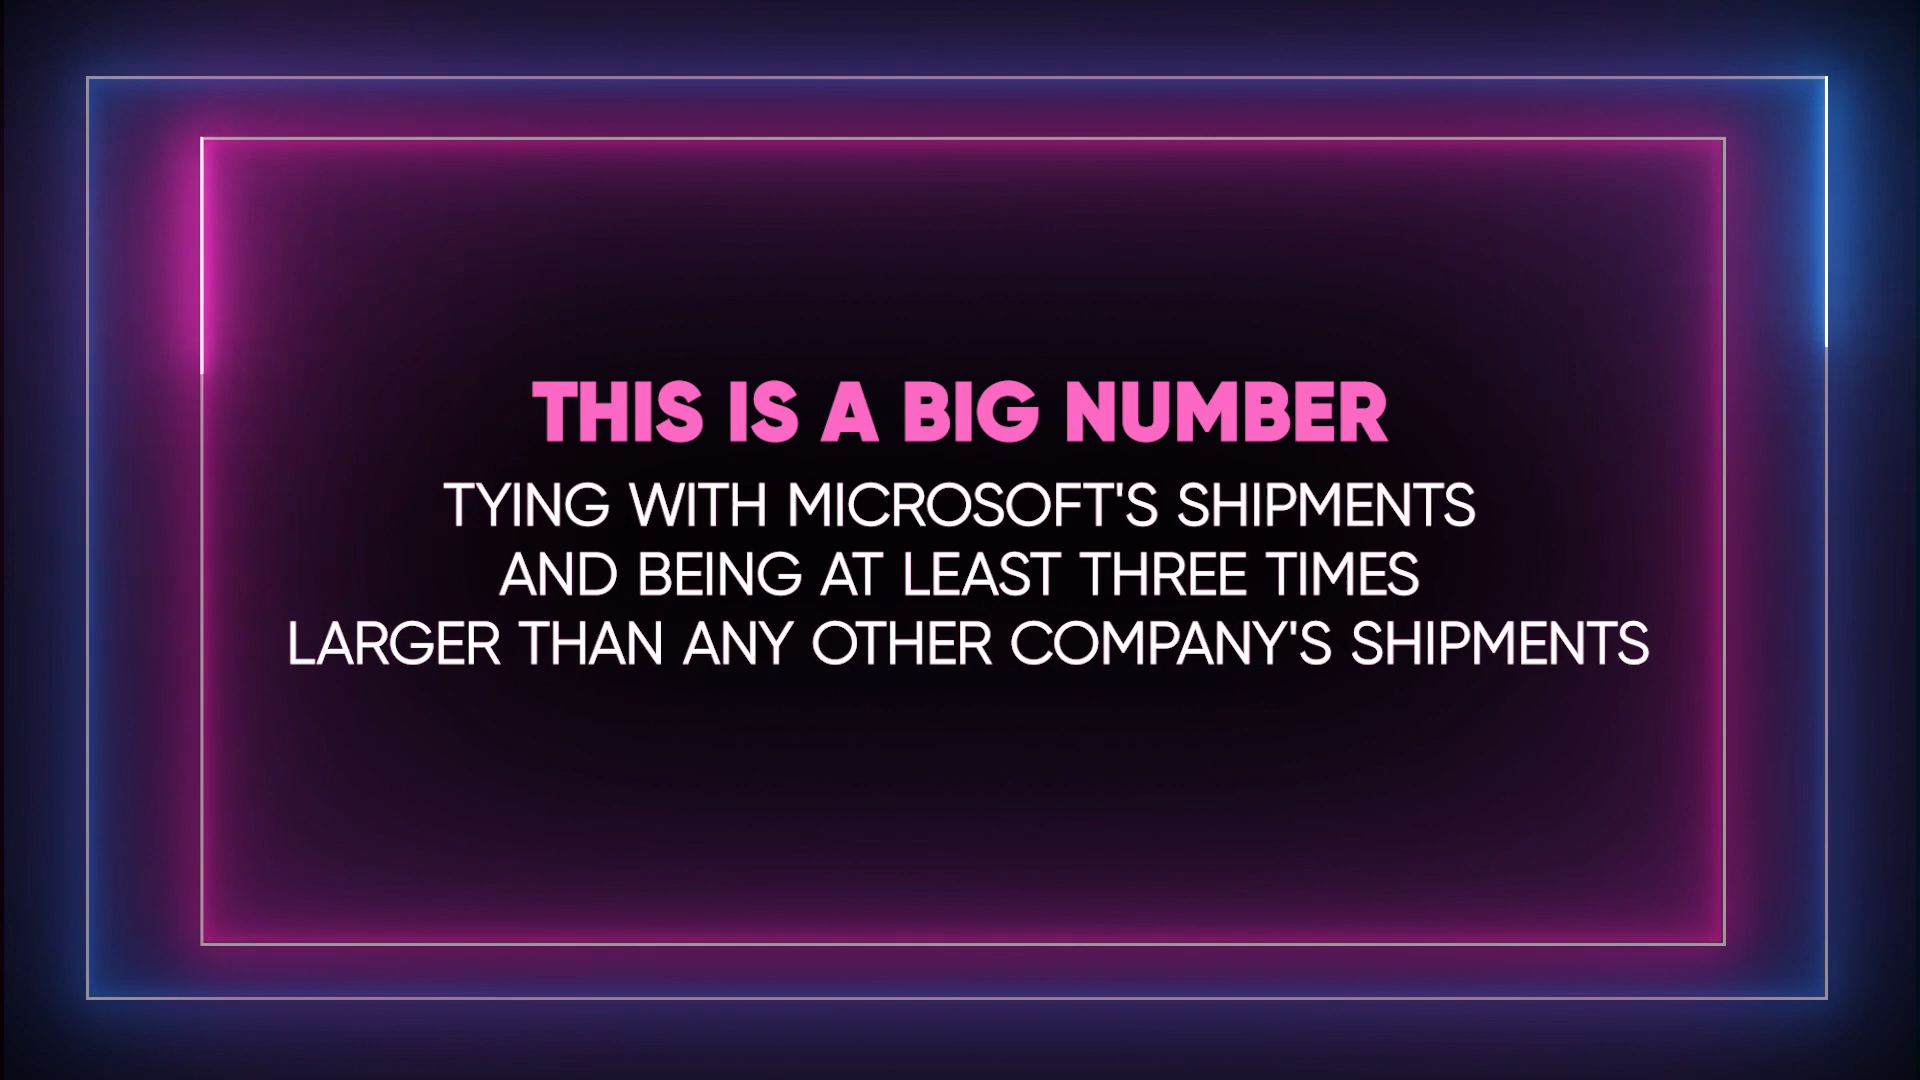 THIS IS A BIG NUMBER
TYING WITH MICROSOFT'S SHIPMENTS
AND BEING AT LEAST THREE TIMES
LARGER THAN ANY OTHER COMPANY'S SHIPMENTS